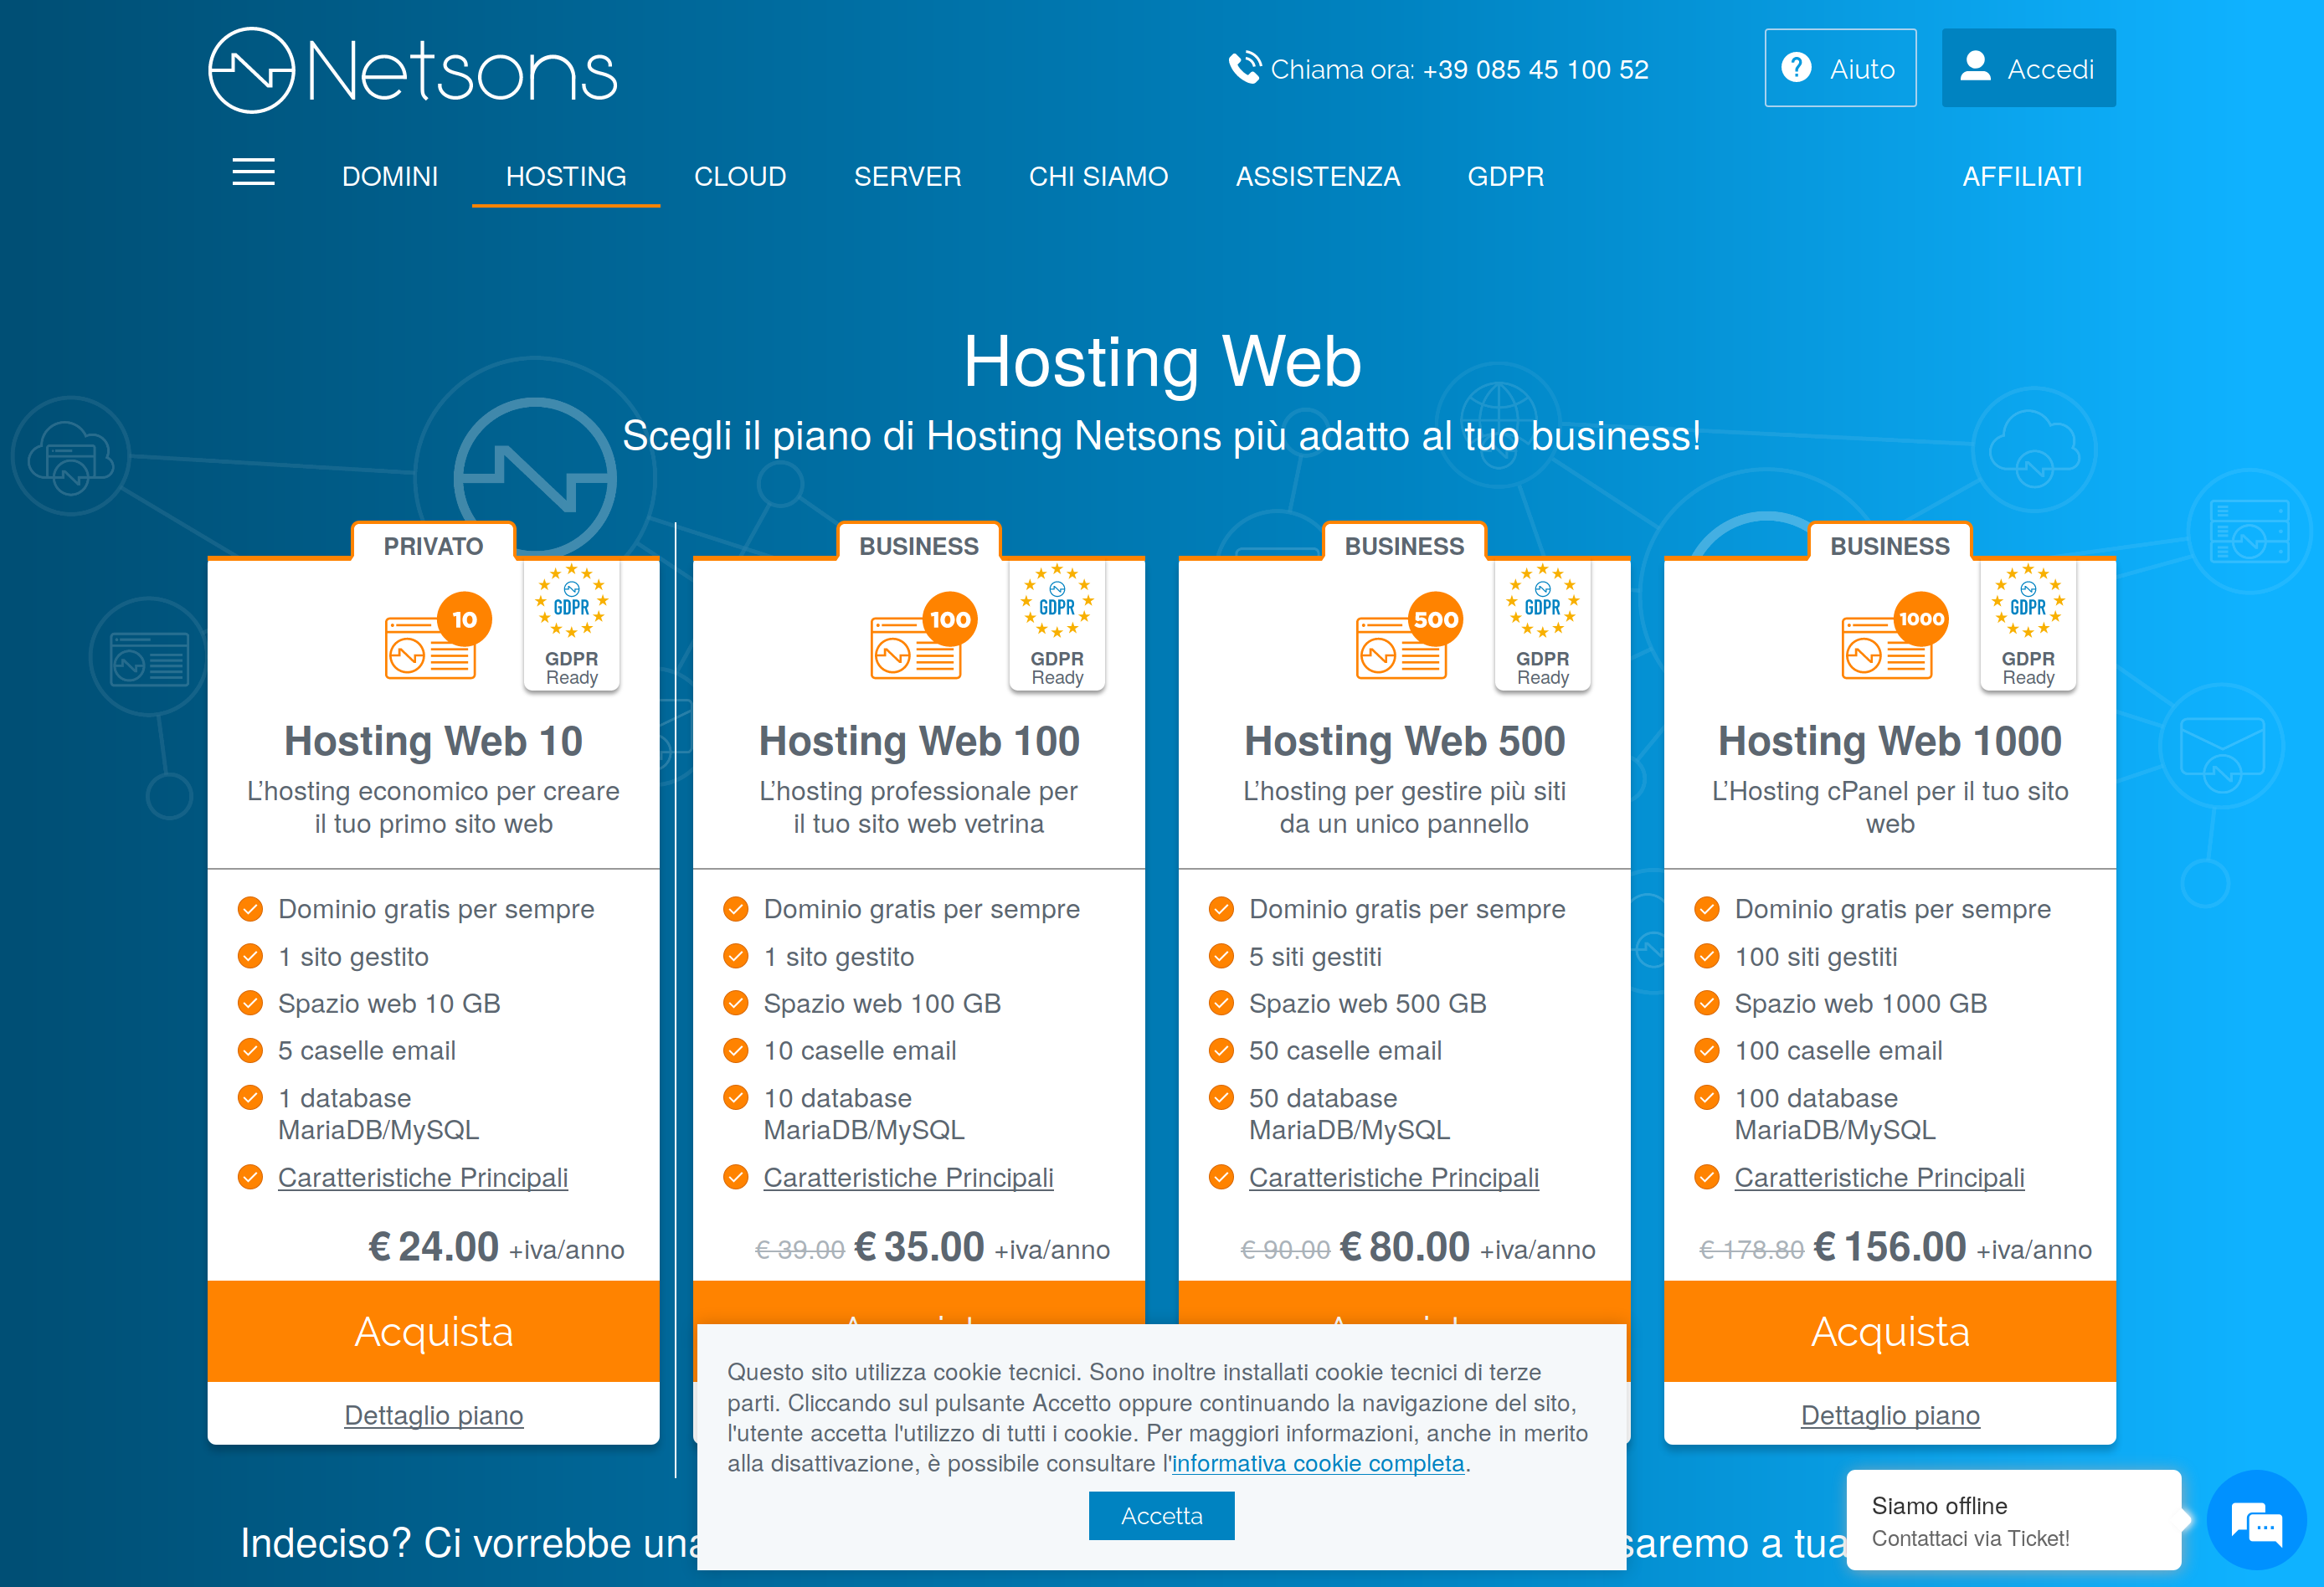 Netsons
Chiama ora: +39 085 45 100 52
Aiuto
Accedi
DOMINI
HOSTING
CLOUD
SERVER
CHI SIAMO
ASSISTENZA
GDPR
AFFILIATI
Hosting Web
Scegli il piano di Hosting Netsons più adatto al tuo business!
PRIVATO
10
GDPR
GDPR
Ready
Hosting Web 10
L'hosting economico per creare
il tuo primo sito web
Dominio gratis per sempre
1 sito gestito
Spazio web 10 GB
5 caselle email
1 database
MariaDB/MySQL
Caratteristiche Principali
€ 24.00 +iva/anno
Acquista
Dettaglio piano
BUSINESS
100
GDPR
GDPR
Ready
Hosting Web 100
L'hosting professionale per
il tuo sito web vetrina
Dominio gratis per sempre
1 sito gestito
Spazio web 100 GB
10 caselle email
10 database
MariaDB/MySQL
Caratteristiche Principali
€ 39.00 € 35.00 +iva/anno
BUSINESS
500
GDPR
GDPR
Ready
Hosting Web 500
L'hosting per gestire più siti
da un unico pannello
Dominio gratis per sempre
5 siti gestiti
Spazio web 500 GB
50 caselle email
50 database
MariaDB/MySQL
Caratteristiche Principali
€ 90.00 € 80.00 +iva/anno
BUSINESS
1000
GDPR
GDPR
Ready
Hosting Web 1000
L'Hosting cPanel per il tuo sito
web
Dominio gratis per sempre
100 siti gestiti
Spazio web 1000 GB
100 caselle email
100 database
MariaDB/MySQL
Caratteristiche Principali
€ 178.80 € 156.00 +iva/anno
Acquista
Dettaglio piano
Questo sito utilizza cookie tecnici. Sono inoltre installati cookie tecnici di terze
parti. Cliccando sul pulsante Accetto oppure continuando la navigazione del sito,
l'utente accetta l'utilizzo di tutti i cookie. Per maggiori informazioni, anche in merito
alla disattivazione, è possibile consultare l'informativa cookie completa.
Accetta
Indeciso? Ci vorrebbe saremo a tua
Siamo offline
Contattaci via Ticket!